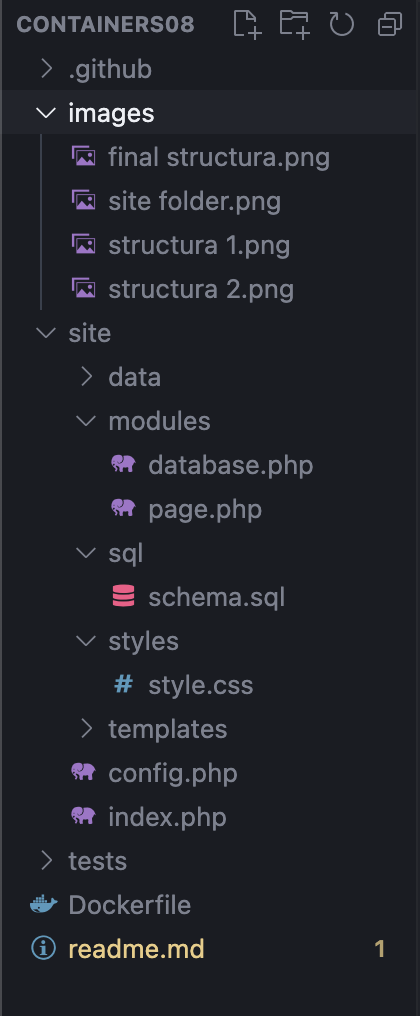 CONTAINERS08
.github
images
final structura.png
site folder.png
structura 1.png
structura 2.png
site
data
modules
database.php
page.php
sql
schema.sql
styles
# style.css
templates
config.php
index.php
tests
Dockerfile
readme.md 1